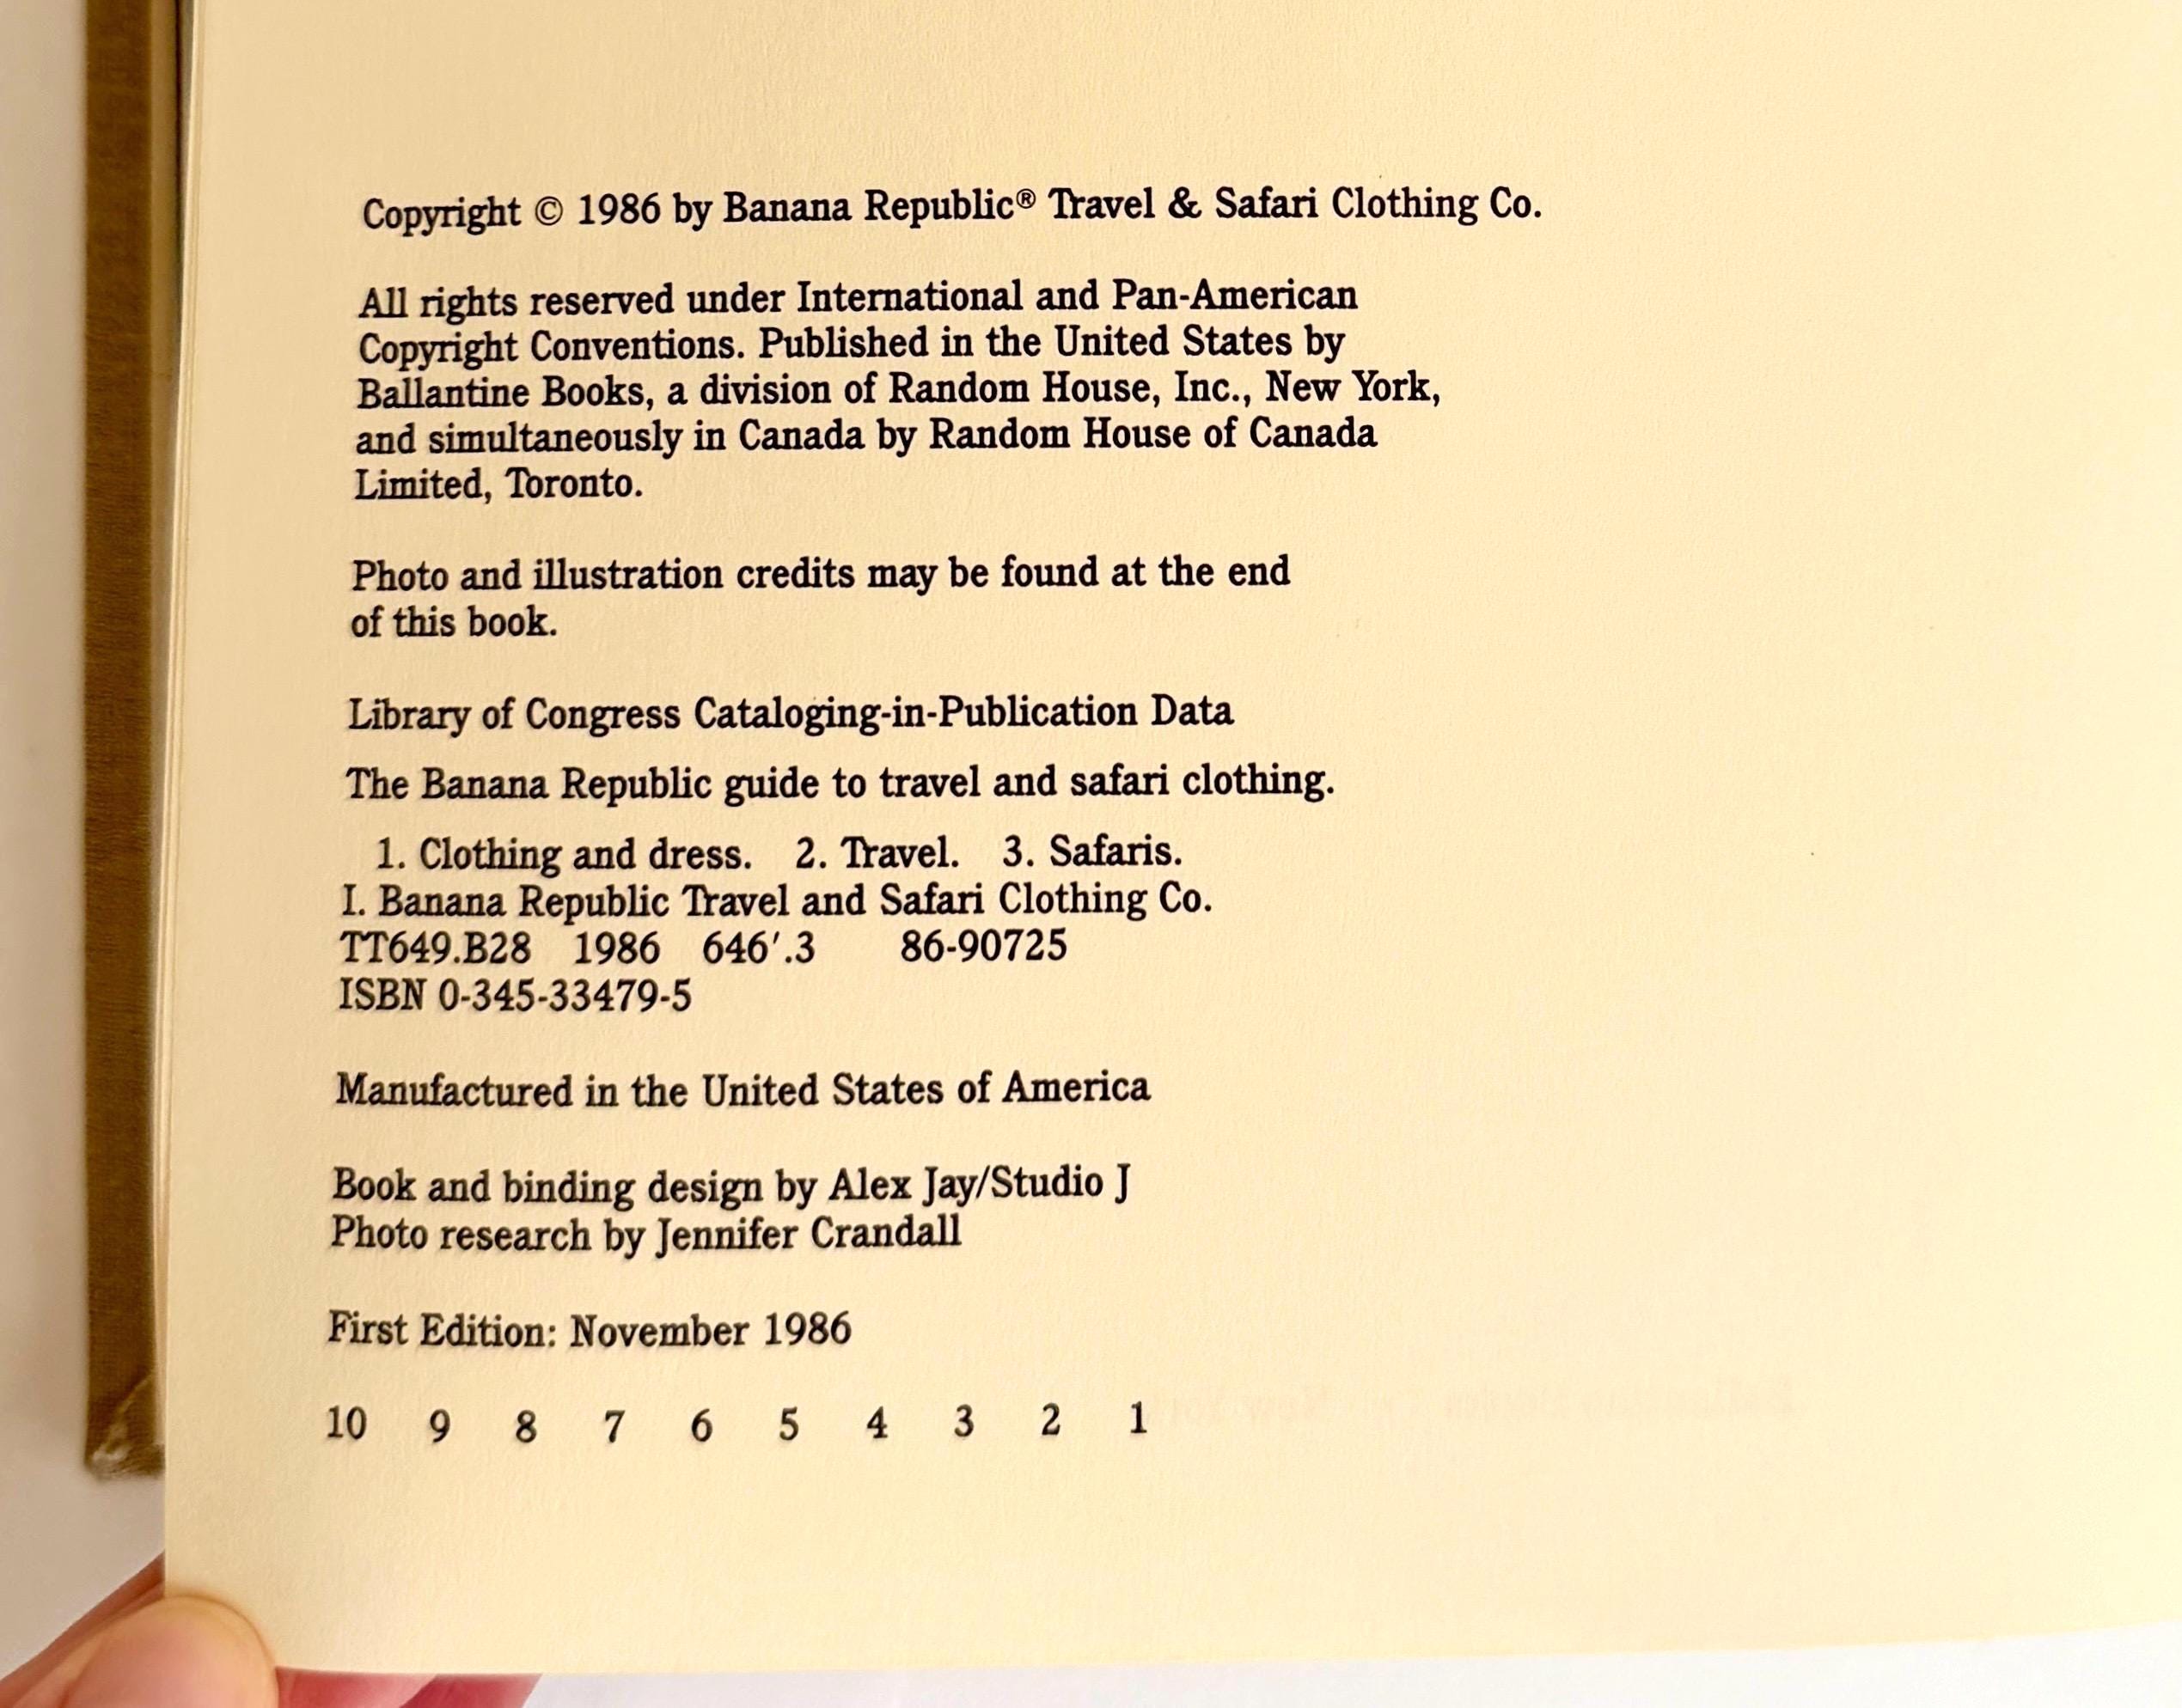 Copyright © 1986 by Banana Republic® Travel & Safari Clothing Co.
All rights reserved under International and Pan-American
Copyright Conventions. Published in the United States by
Ballantine Books, a division of Random House, Inc., New York,
and simultaneously in Canada by Random House of Canada
Limited, Toronto.
Photo and illustration credits may be found at the end
of this book.
Library of Congress Cataloging-in-Publication Data
The Banana Republic guide to travel and safari clothing.
1. Clothing and dress. 2. Travel. 3. Safaris.
I. Banana Republic Travel and Safari Clothing Co.
TT649.B28 1986 646′.3 86-90725
ISBN 0-345-33479-5
Manufactured in the United States of America
Book and binding design by Alex Jay/Studio J
Photo research by Jennifer Crandall
First Edition: November 1986
10 9 8 7 6 5 4 3 2 1